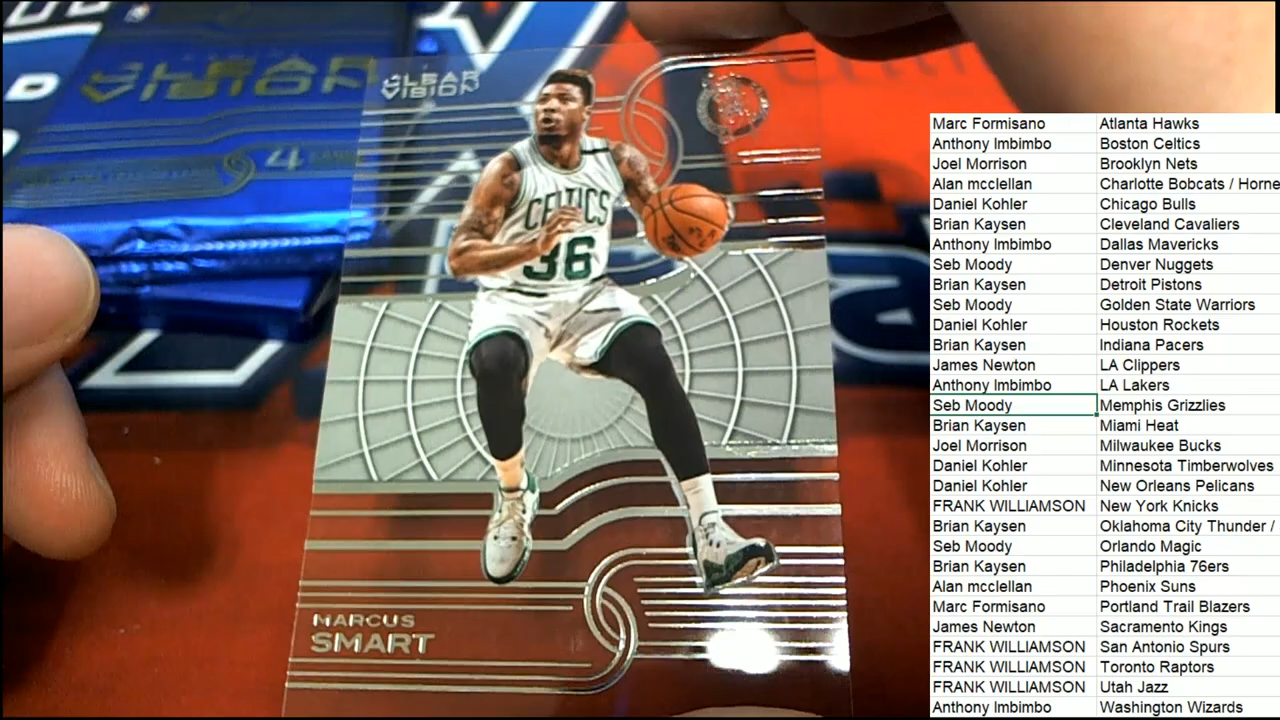 CLEAR
VISION
CLEAR
VISION
CELTICS
36
MARCUS
SMART
Marc Formisano Atlanta Hawks
Anthony Imbimbo Boston Celtics
Joel Morrison Brooklyn Nets
Alan mcclellan Charlotte Bobcats / Horne
Daniel Kohler Chicago Bulls
Brian Kaysen Cleveland Cavaliers
Anthony Imbimbo Dallas Mavericks
Seb Moody Denver Nuggets
Brian Kaysen Detroit Pistons
Seb Moody Golden State Warriors
Daniel Kohler Houston Rockets
Brian Kaysen Indiana Pacers
James Newton LA Clippers
Anthony Imbimbo LA Lakers
Seb Moody Memphis Grizzlies
Brian Kaysen Miami Heat
Joel Morrison Milwaukee Bucks
Daniel Kohler Minnesota Timberwolves
Daniel Kohler New Orleans Pelicans
FRANK WILLIAMSON New York Knicks
Brian Kaysen Oklahoma City Thunder /
Seb Moody Orlando Magic
Brian Kaysen Philadelphia 76ers
Alan mcclellan Phoenix Suns
Marc Formisano Portland Trail Blazers
James Newton Sacramento Kings
FRANK WILLIAMSON San Antonio Spurs
FRANK WILLIAMSON Toronto Raptors
FRANK WILLIAMSON Utah Jazz
Anthony Imbimbo Washington Wizards